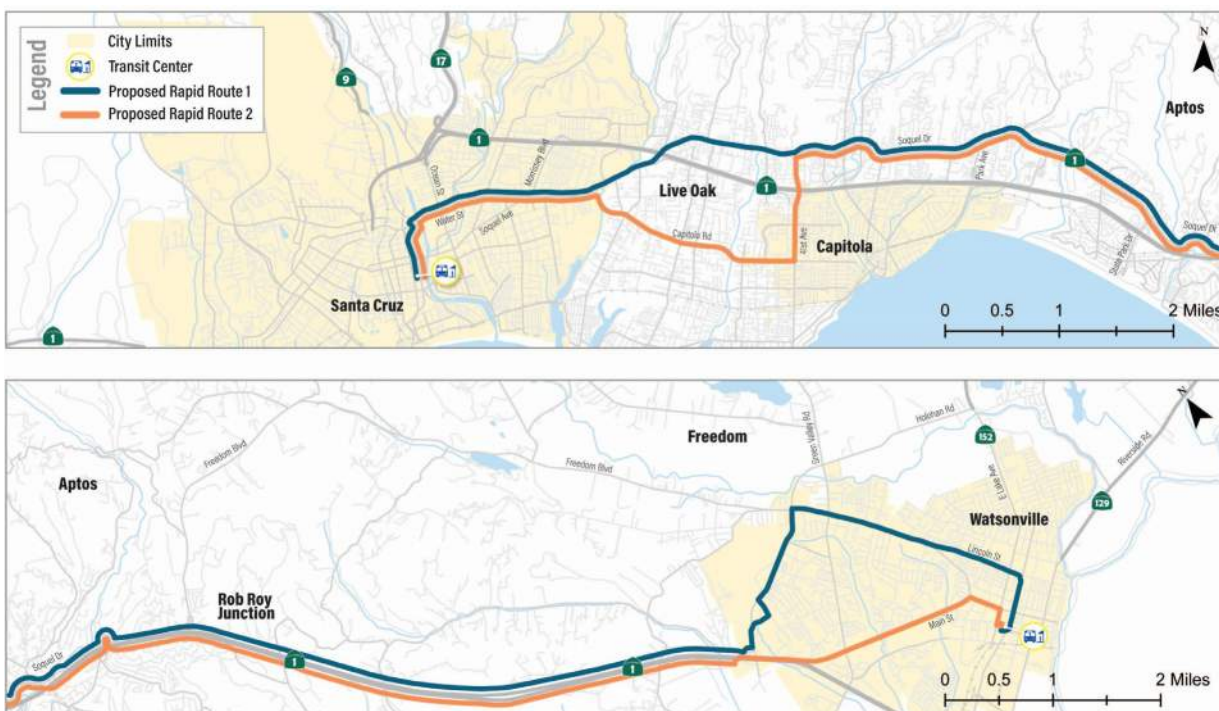 Legend
City Limits
Transit Center
Proposed Rapid Route 1
Proposed Rapid Route 2
N
17
9
1
Aptos
Ocean St
Morrissey Blvd
Soquel Dr
Park Ave
1
Live Oak
1
Water St
Soquel Ave
Capitola Rd
41st Ave
Capitola
State Park Dr
Soquel Dr
Santa Cruz
0 0.5 1 2 Miles
1
N
Freedom
Green Valley Rd
Holohan Rd
152
Riverside Rd
Freedom Blvd
Freedom Blvd
Aptos
E Lake Ave
129
Watsonville
Lincoln St
Rob Roy
Junction
Main St
Soquel Dr
1
1
0 0.5 1 2 Miles